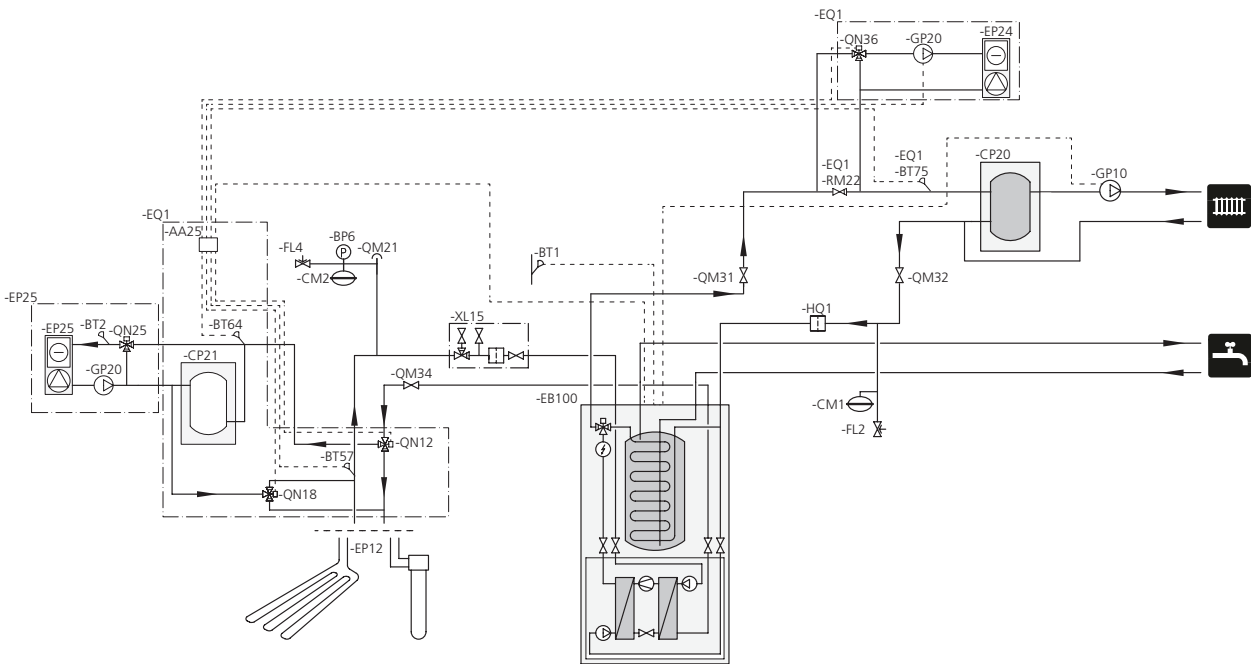 -EQ1
-QN36
-GP20
-EP24
-EQ1
-RM22
-EQ1
-BT75
-CP20
-GP10
-EQ1
-AA25
-FL4
-BP6
-QM21
-CM2
-BT1
-QM31
-QM32
-EP25
-EP25
-BT2
-QN25
-BT64
-XL15
-HQ1
-CP21
-GP20
-QM34
-EB100
-CM1
-FL2
-QN12
-BT57
-QN18
-EP12
P